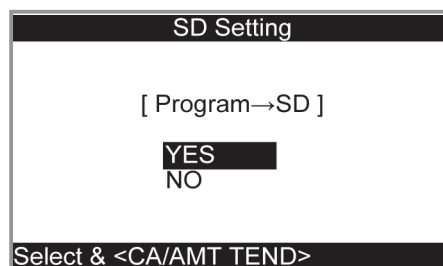 SD Setting
[ Program→SD ]
YES
NO
Select & <CA/AMT TEND>